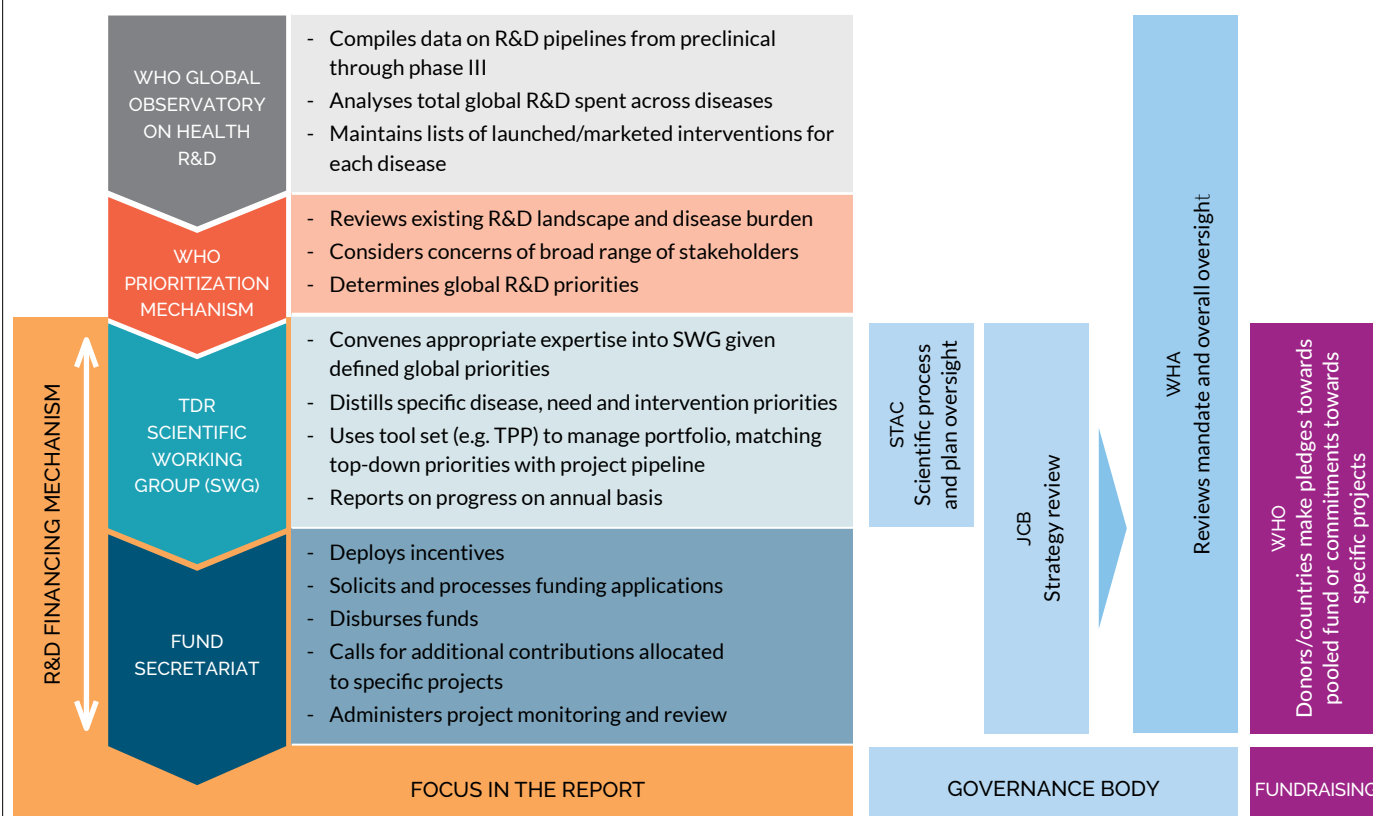 WHO GLOBAL
OBSERVATORY
ON HEALTH
R&D
- Compiles data on R&D pipelines from preclinical
through phase III
- Analyses total global R&D spent across diseases
- Maintains lists of launched/marketed interventions for
each disease
WHO
PRIORITIZATION
MECHANISM
- Reviews existing R&D landscape and disease burden
- Considers concerns of broad range of stakeholders
- Determines global R&D priorities
R&D FINANCING MECHANISM
TDR
SCIENTIFIC
WORKING
GROUP (SWG)
- Convenes appropriate expertise into SWG given
defined global priorities
- Distills specific disease, need and intervention priorities
- Uses tool set (e.g. TPP) to manage portfolio, matching
top-down priorities with project pipeline
- Reports on progress on annual basis
FUND
SECRETARIAT
- Deploys incentives
- Solicits and processes funding applications
- Disburses funds
- Calls for additional contributions allocated
to specific projects
- Administers project monitoring and review
STAC
Scientific process
and plan oversight
JCB
Strategy review
WHA
Reviews mandate and overall oversight
WHO
Donors/countries make pledges towards
pooled fund or commitments towards
specific projects
FOCUS IN THE REPORT
GOVERNANCE BODY
FUNDRAISING